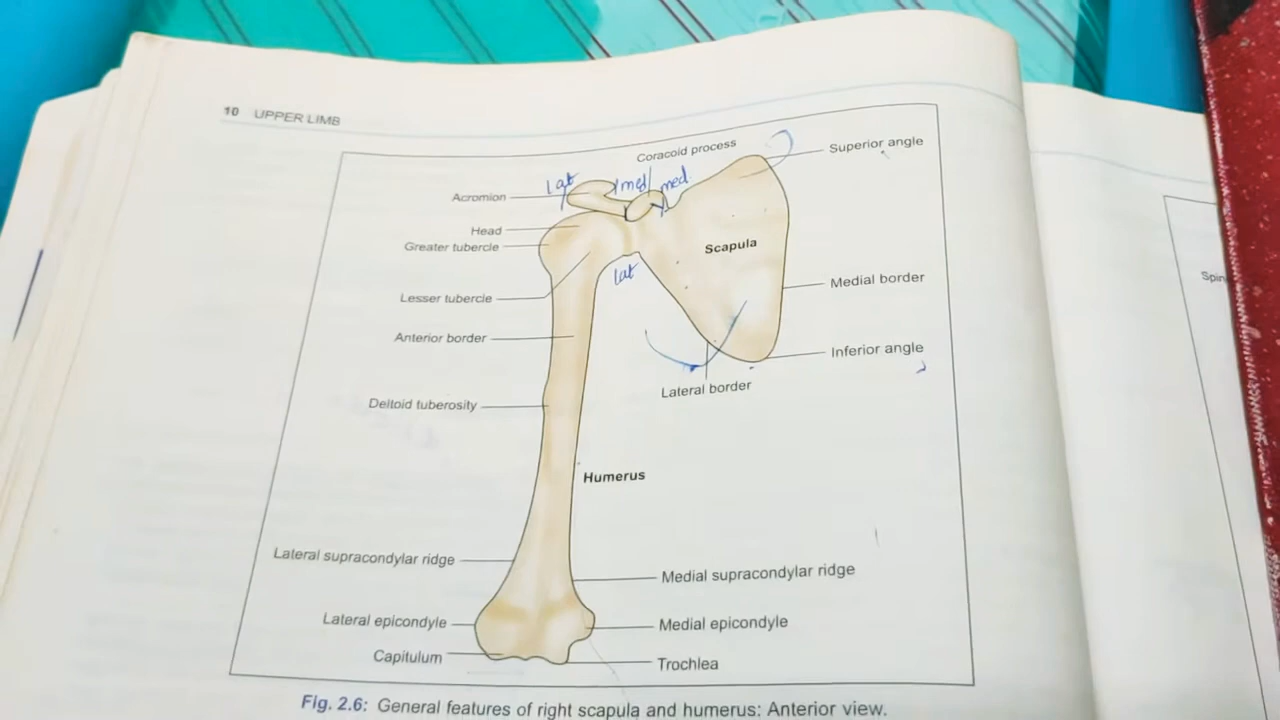 10 UPPER LIMB
Coracoid process
Superior angle
lat
med
med
Acromion
Head
Greater tubercle
Scapula
lat
Lesser tubercle
Medial border
Anterior border
Inferior angle
Lateral border
Deltoid tuberosity
Humerus
Lateral supracondylar ridge
Medial supracondylar ridge
Lateral epicondyle
Medial epicondyle
Capitulum
Trochlea
Fig. 2.6: General features of right scapula and humerus: Anterior view.
Spin